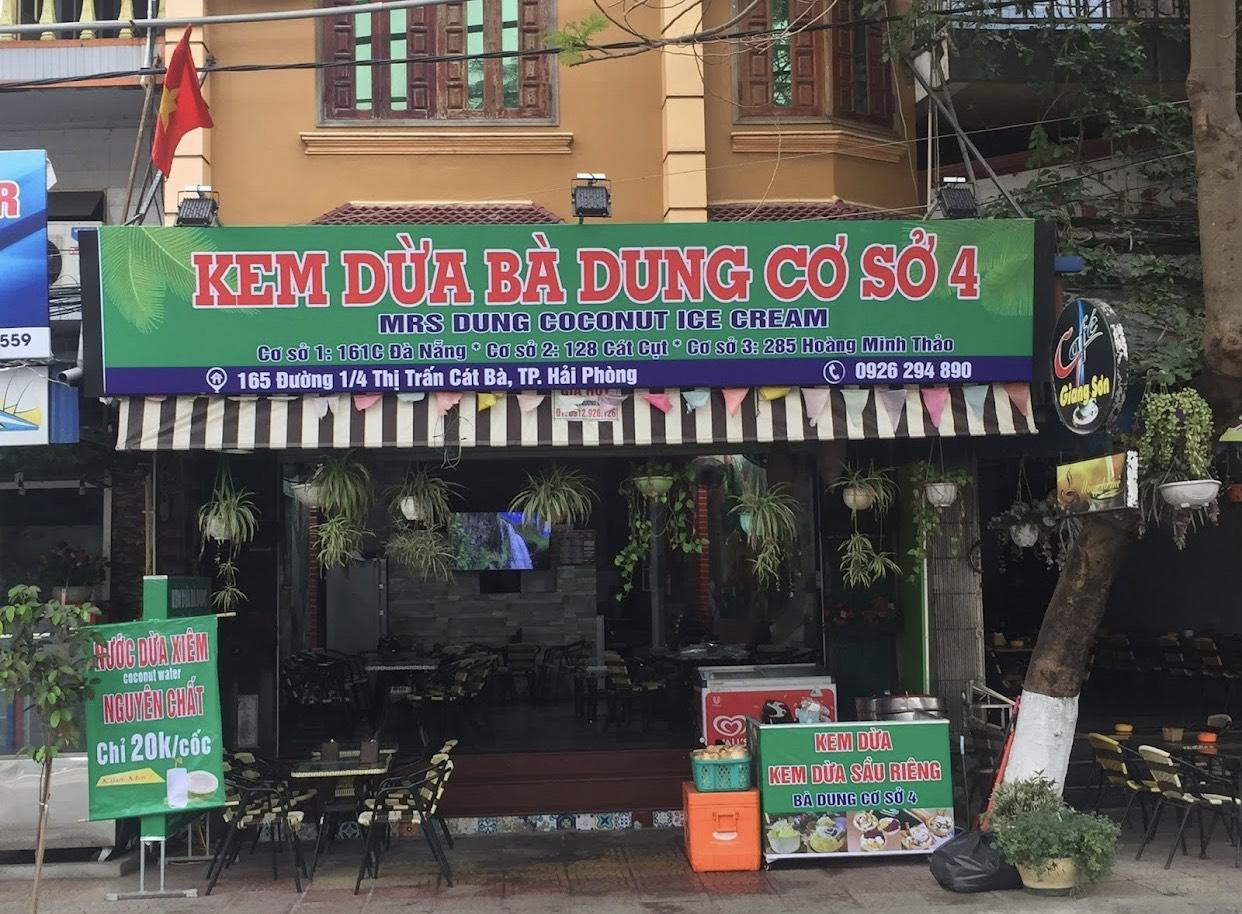 KEM DỪA BÀ DUNG CƠ SỞ 4
MRS DUNG COCONUT ICE CREAM
Cơ sở 1: 161C Đà Nẵng * Cơ sở 2: 128 Cát Cụt * Cơ sở 3: 285 Hoàng Minh Thảo
165 Đường 1/4 Thị Trấn Cát Bà, TP. Hải Phòng
0926 294 890
R
559
Café
Giang Sơn
NƯỚC DỪA XIÊM
coconut water
NGUYÊN CHẤT
Chỉ 20k/cốc
KEM DỪA
KEM DỪA SẦU RIÊNG
BÀ DUNG CƠ SỞ 4